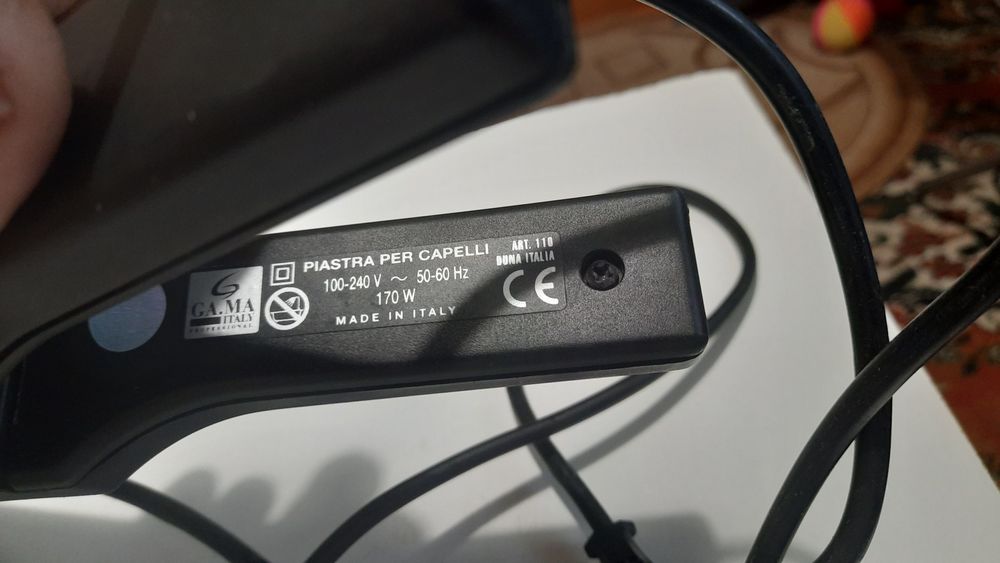 GA.MA
ITALY
PROFESSIONAL
PIASTRA PER CAPELLI
100-240 V ~ 50-60 Hz
170 W
MADE IN ITALY
ART. 110
DUNA ITALIA
CE